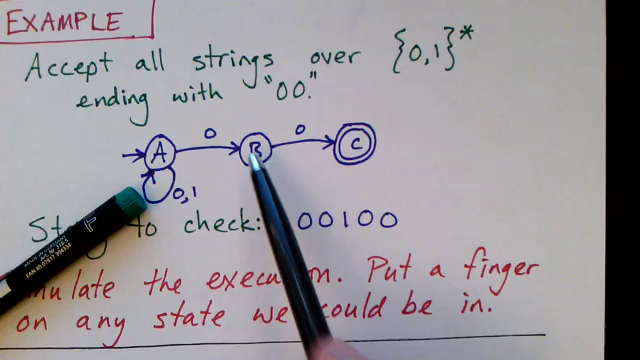 EXAMPLE
Accept all strings over {0,1}*
ending with "00."
A 0 B 0 C
0,1
to check: 00100
the execution. Put a finger
on any state we could be in.